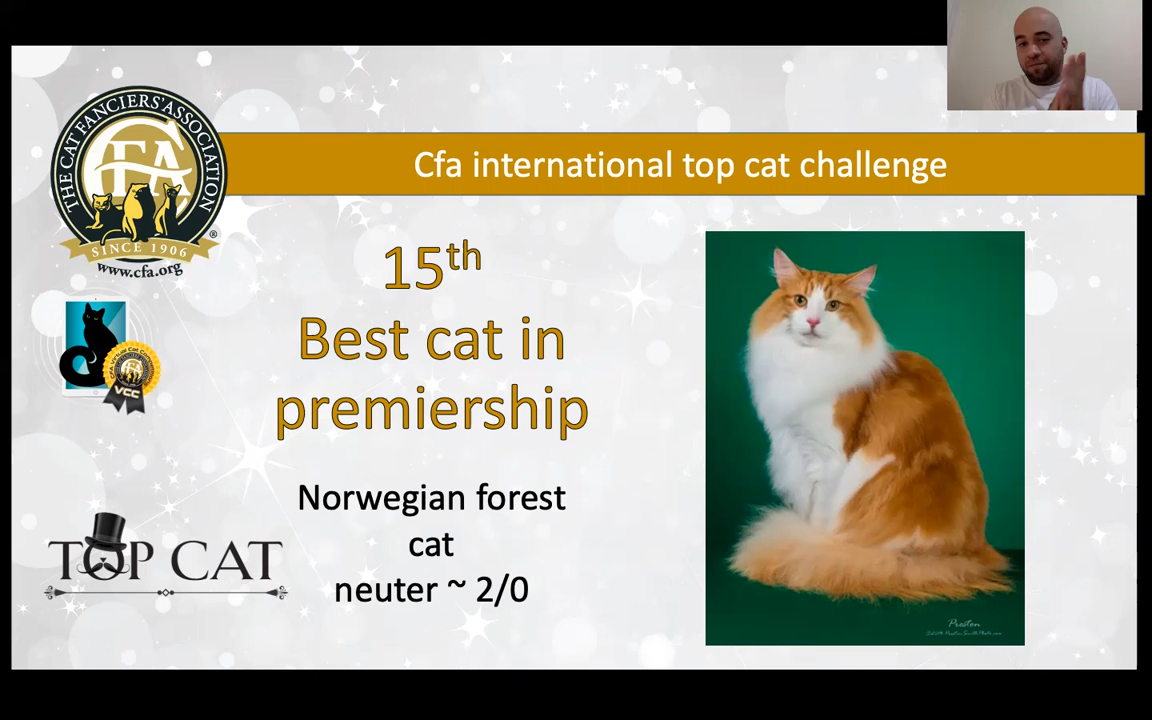 THE CAT FANCIERS' ASSOCIATION
CFA
SINCE 1906
®
www.cfa.org
Cfa international top cat challenge
15th
Best cat in
premiership
Norwegian forest
cat
neuter ~ 2/0
VCC
TOP CAT
Preston